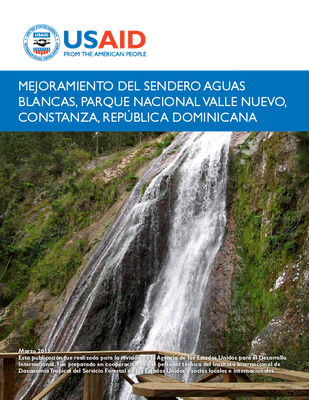 USAID
FROM THE AMERICAN PEOPLE
MEJORAMIENTO DEL SENDERO AGUAS
BLANCAS, PARQUE NACIONAL VALLE NUEVO,
CONSTANZA, REPÚBLICA DOMINICANA
Marzo 2012
Esta publicación fue realizada para la revisión de la Agencia de los Estados Unidos para el Desarrollo
Internacional. Fue preparado en cooperación con el personal técnico del Instituto Internacional de
Dasonomía Tropical del Servicio Forestal de los Estados Unidos y socios locales e internacionales.